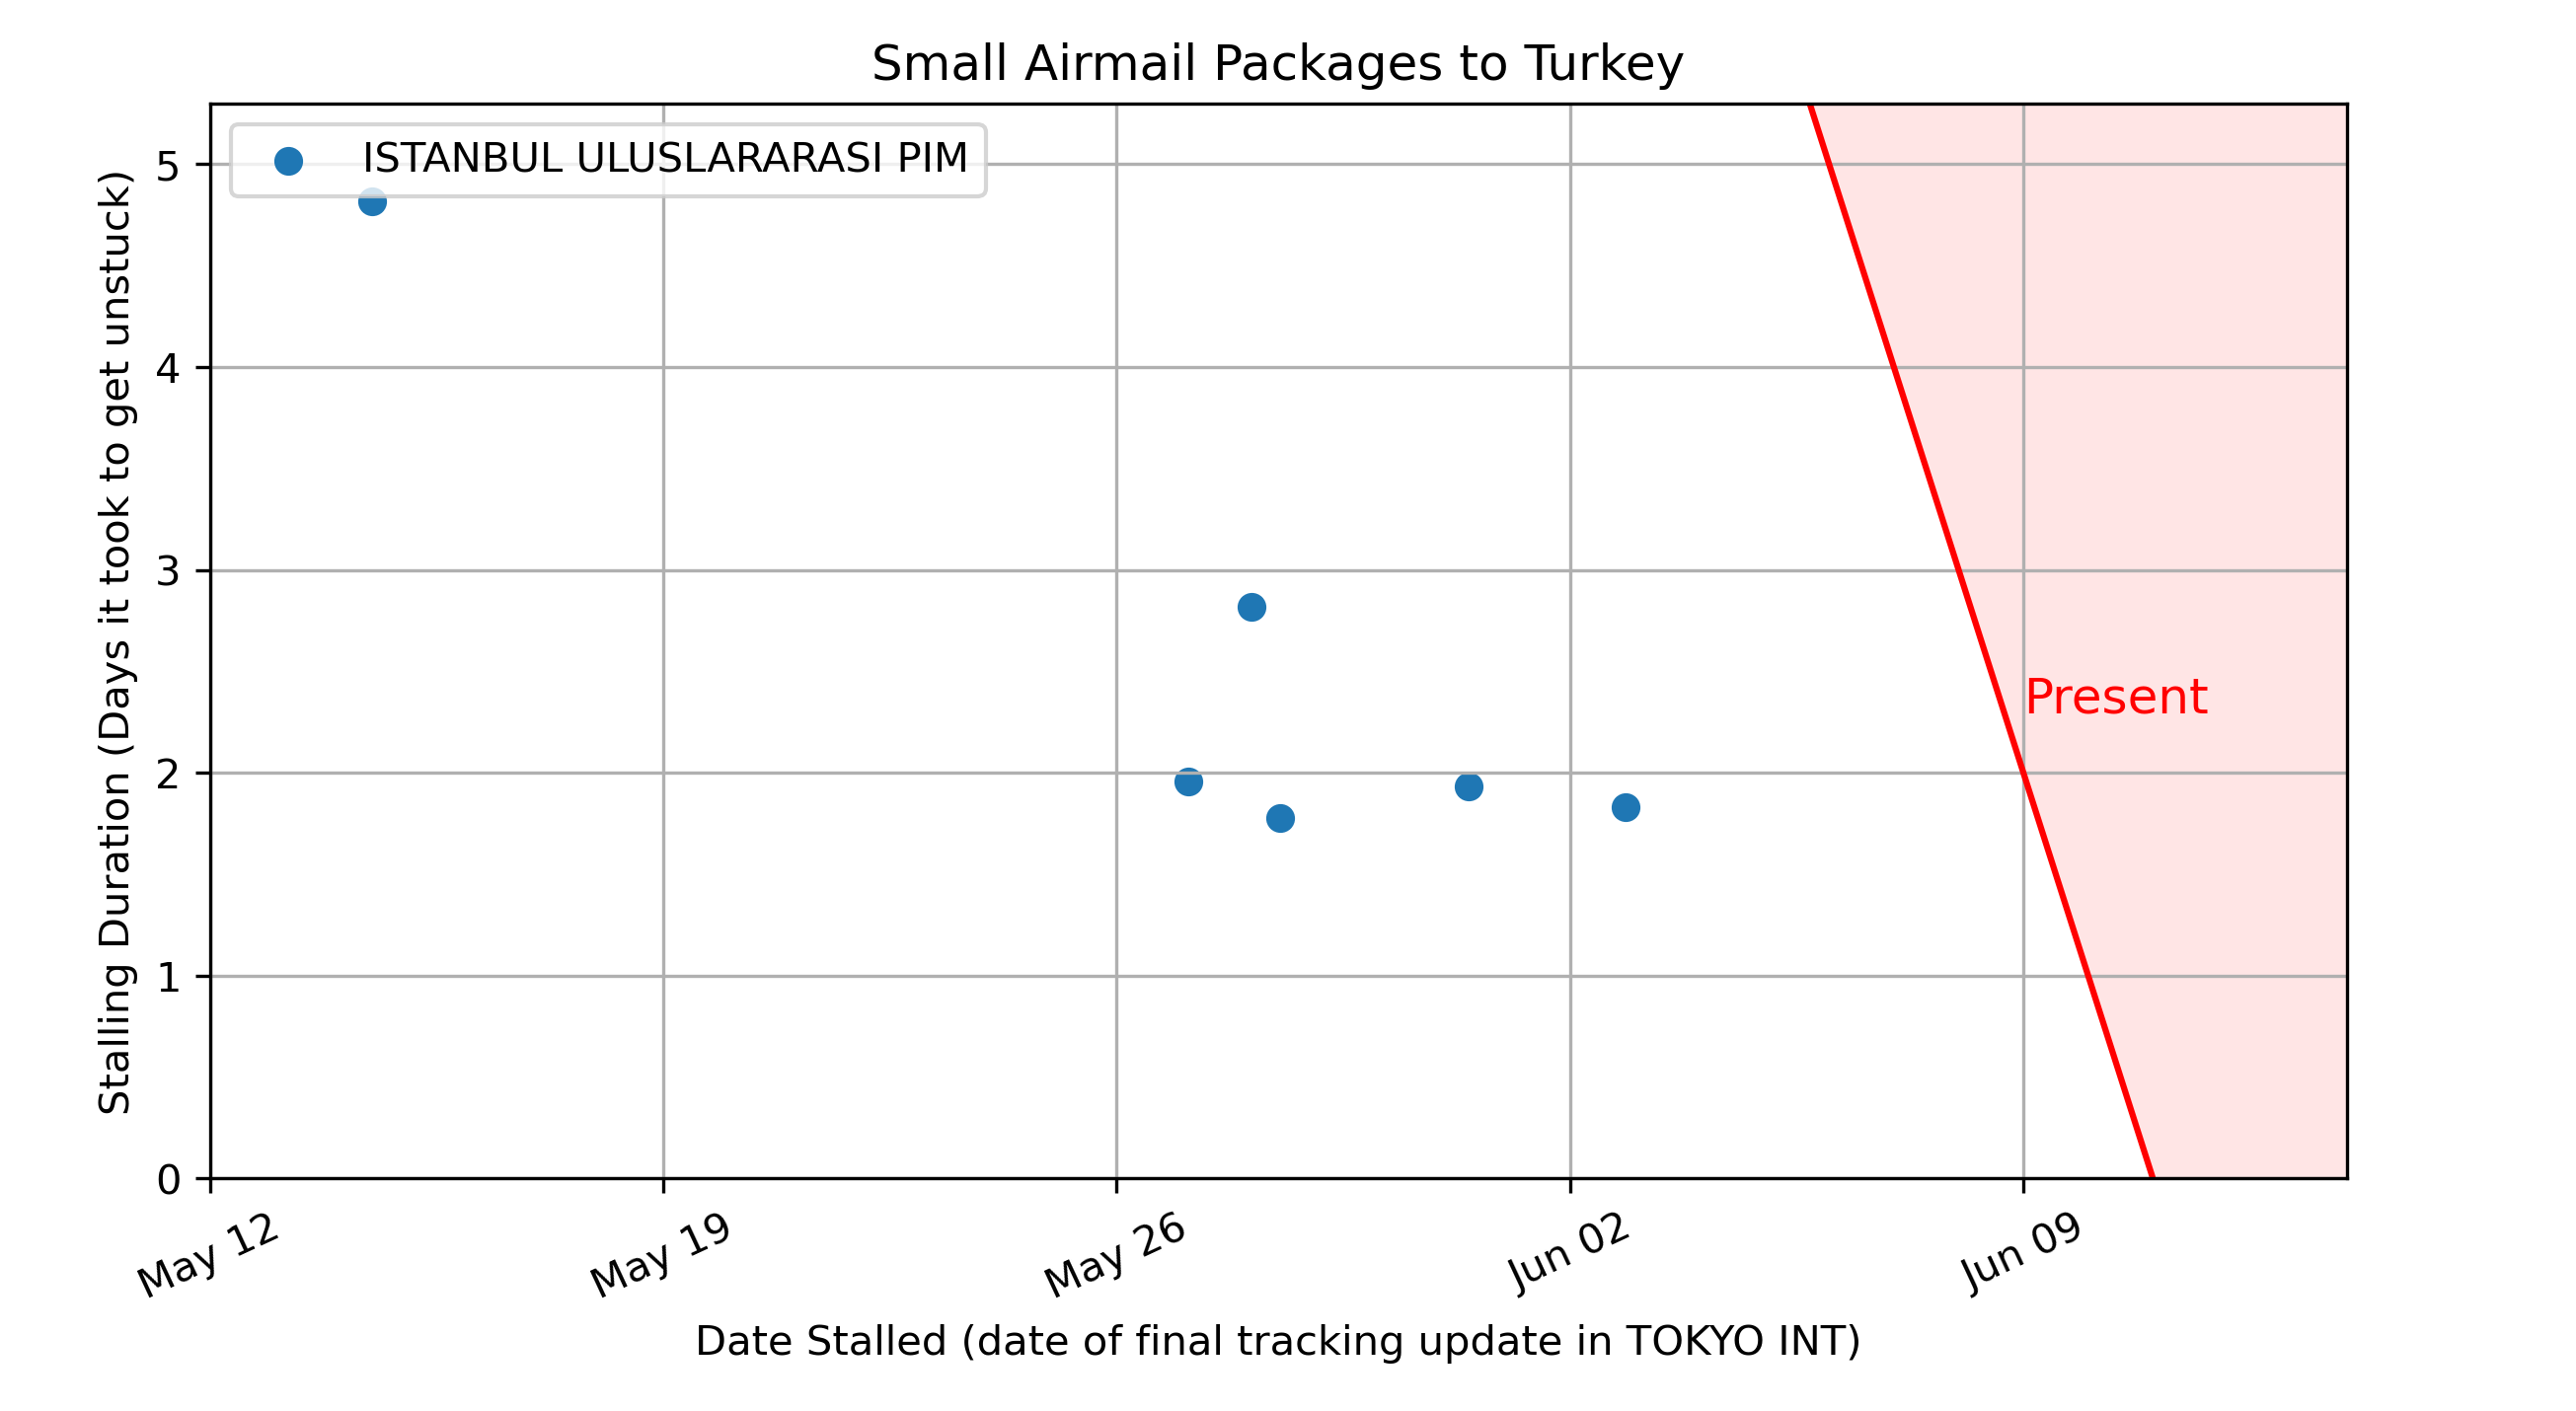 Small Airmail Packages to Turkey
ISTANBUL ULUSLARARASI PIM
Stalling Duration (Days it took to get unstuck)
5
4
3
2
1
0
Present
May 12
May 19
May 26
Jun 02
Jun 09
Date Stalled (date of final tracking update in TOKYO INT)